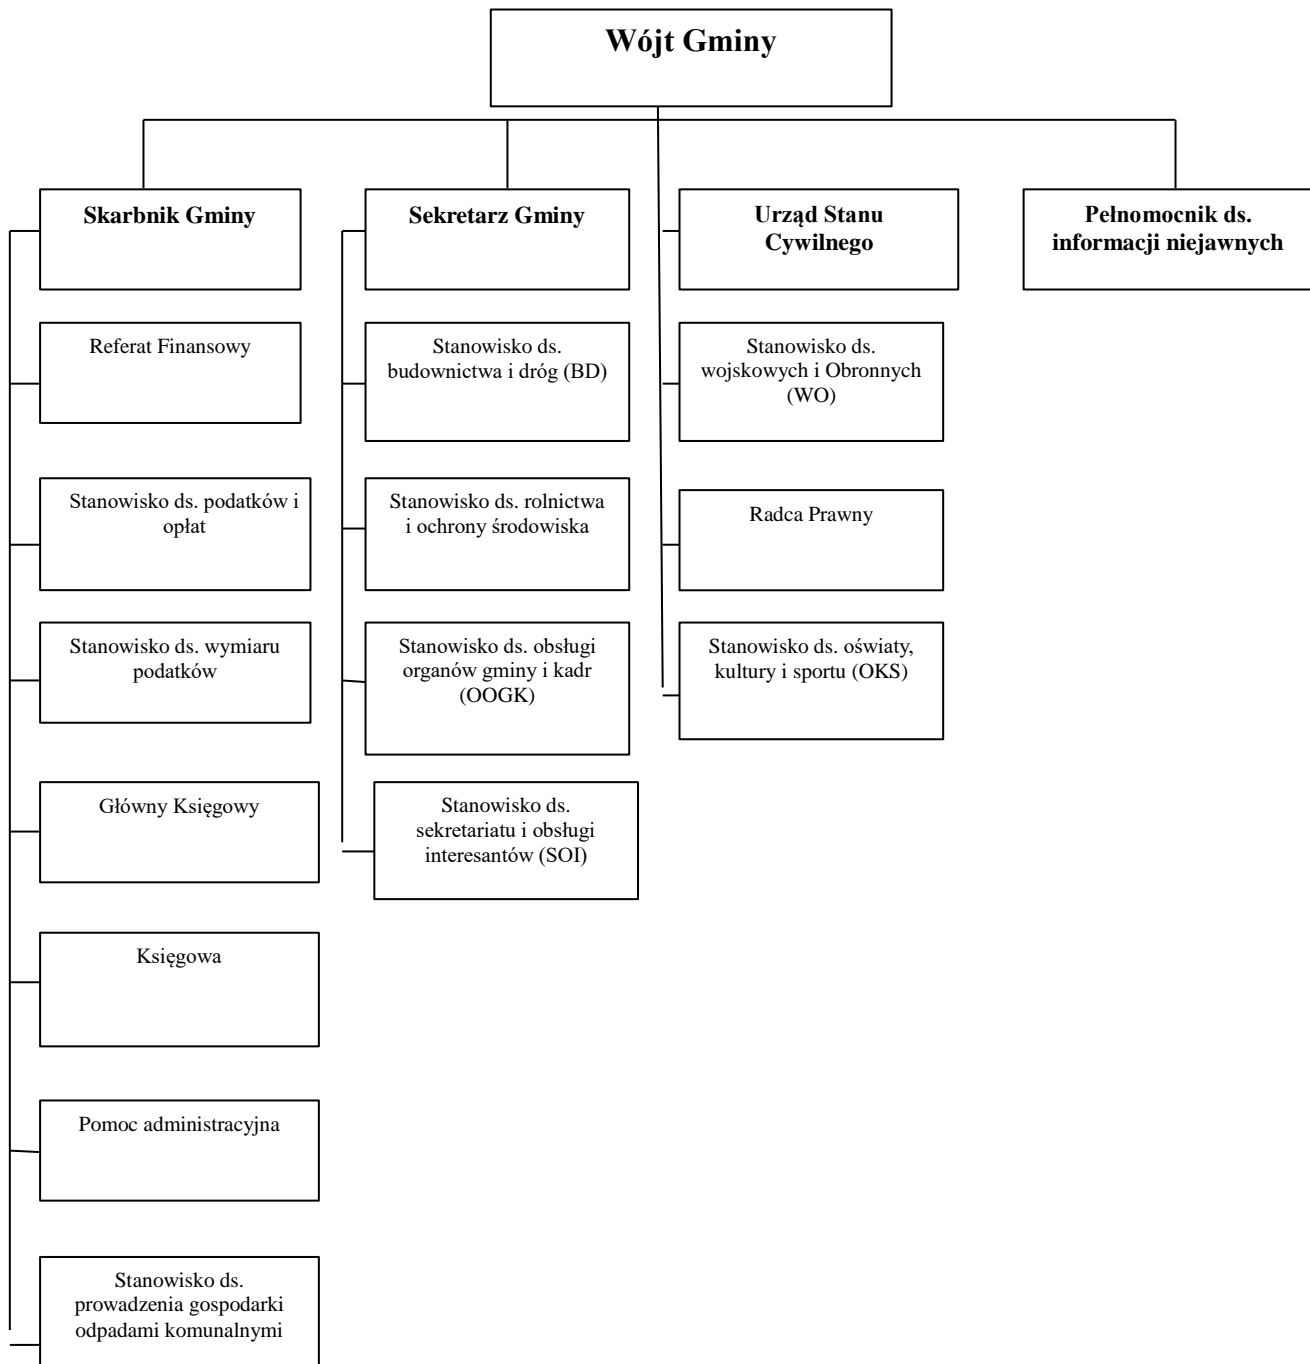 Wójt Gminy
Skarbnik Gminy
Sekretarz Gminy
Urząd Stanu
Cywilnego
Pełnomocnik ds.
informacji niejawnych
Referat Finansowy
Stanowisko ds.
budownictwa i dróg (BD)
Stanowisko ds.
wojskowych i Obronnych
(WO)
Stanowisko ds. podatków i
opłat
Stanowisko ds. rolnictwa
i ochrony środowiska
Radca Prawny
Stanowisko ds. wymiaru
podatków
Stanowisko ds. obsługi
organów gminy i kadr
(OOGK)
Stanowisko ds. oświaty,
kultury i sportu (OKS)
Główny Księgowy
Stanowisko ds.
sekretariatu i obsługi
interesantów (SOI)
Księgowa
Pomoc administracyjna
Stanowisko ds.
prowadzenia gospodarki
odpadami komunalnymi